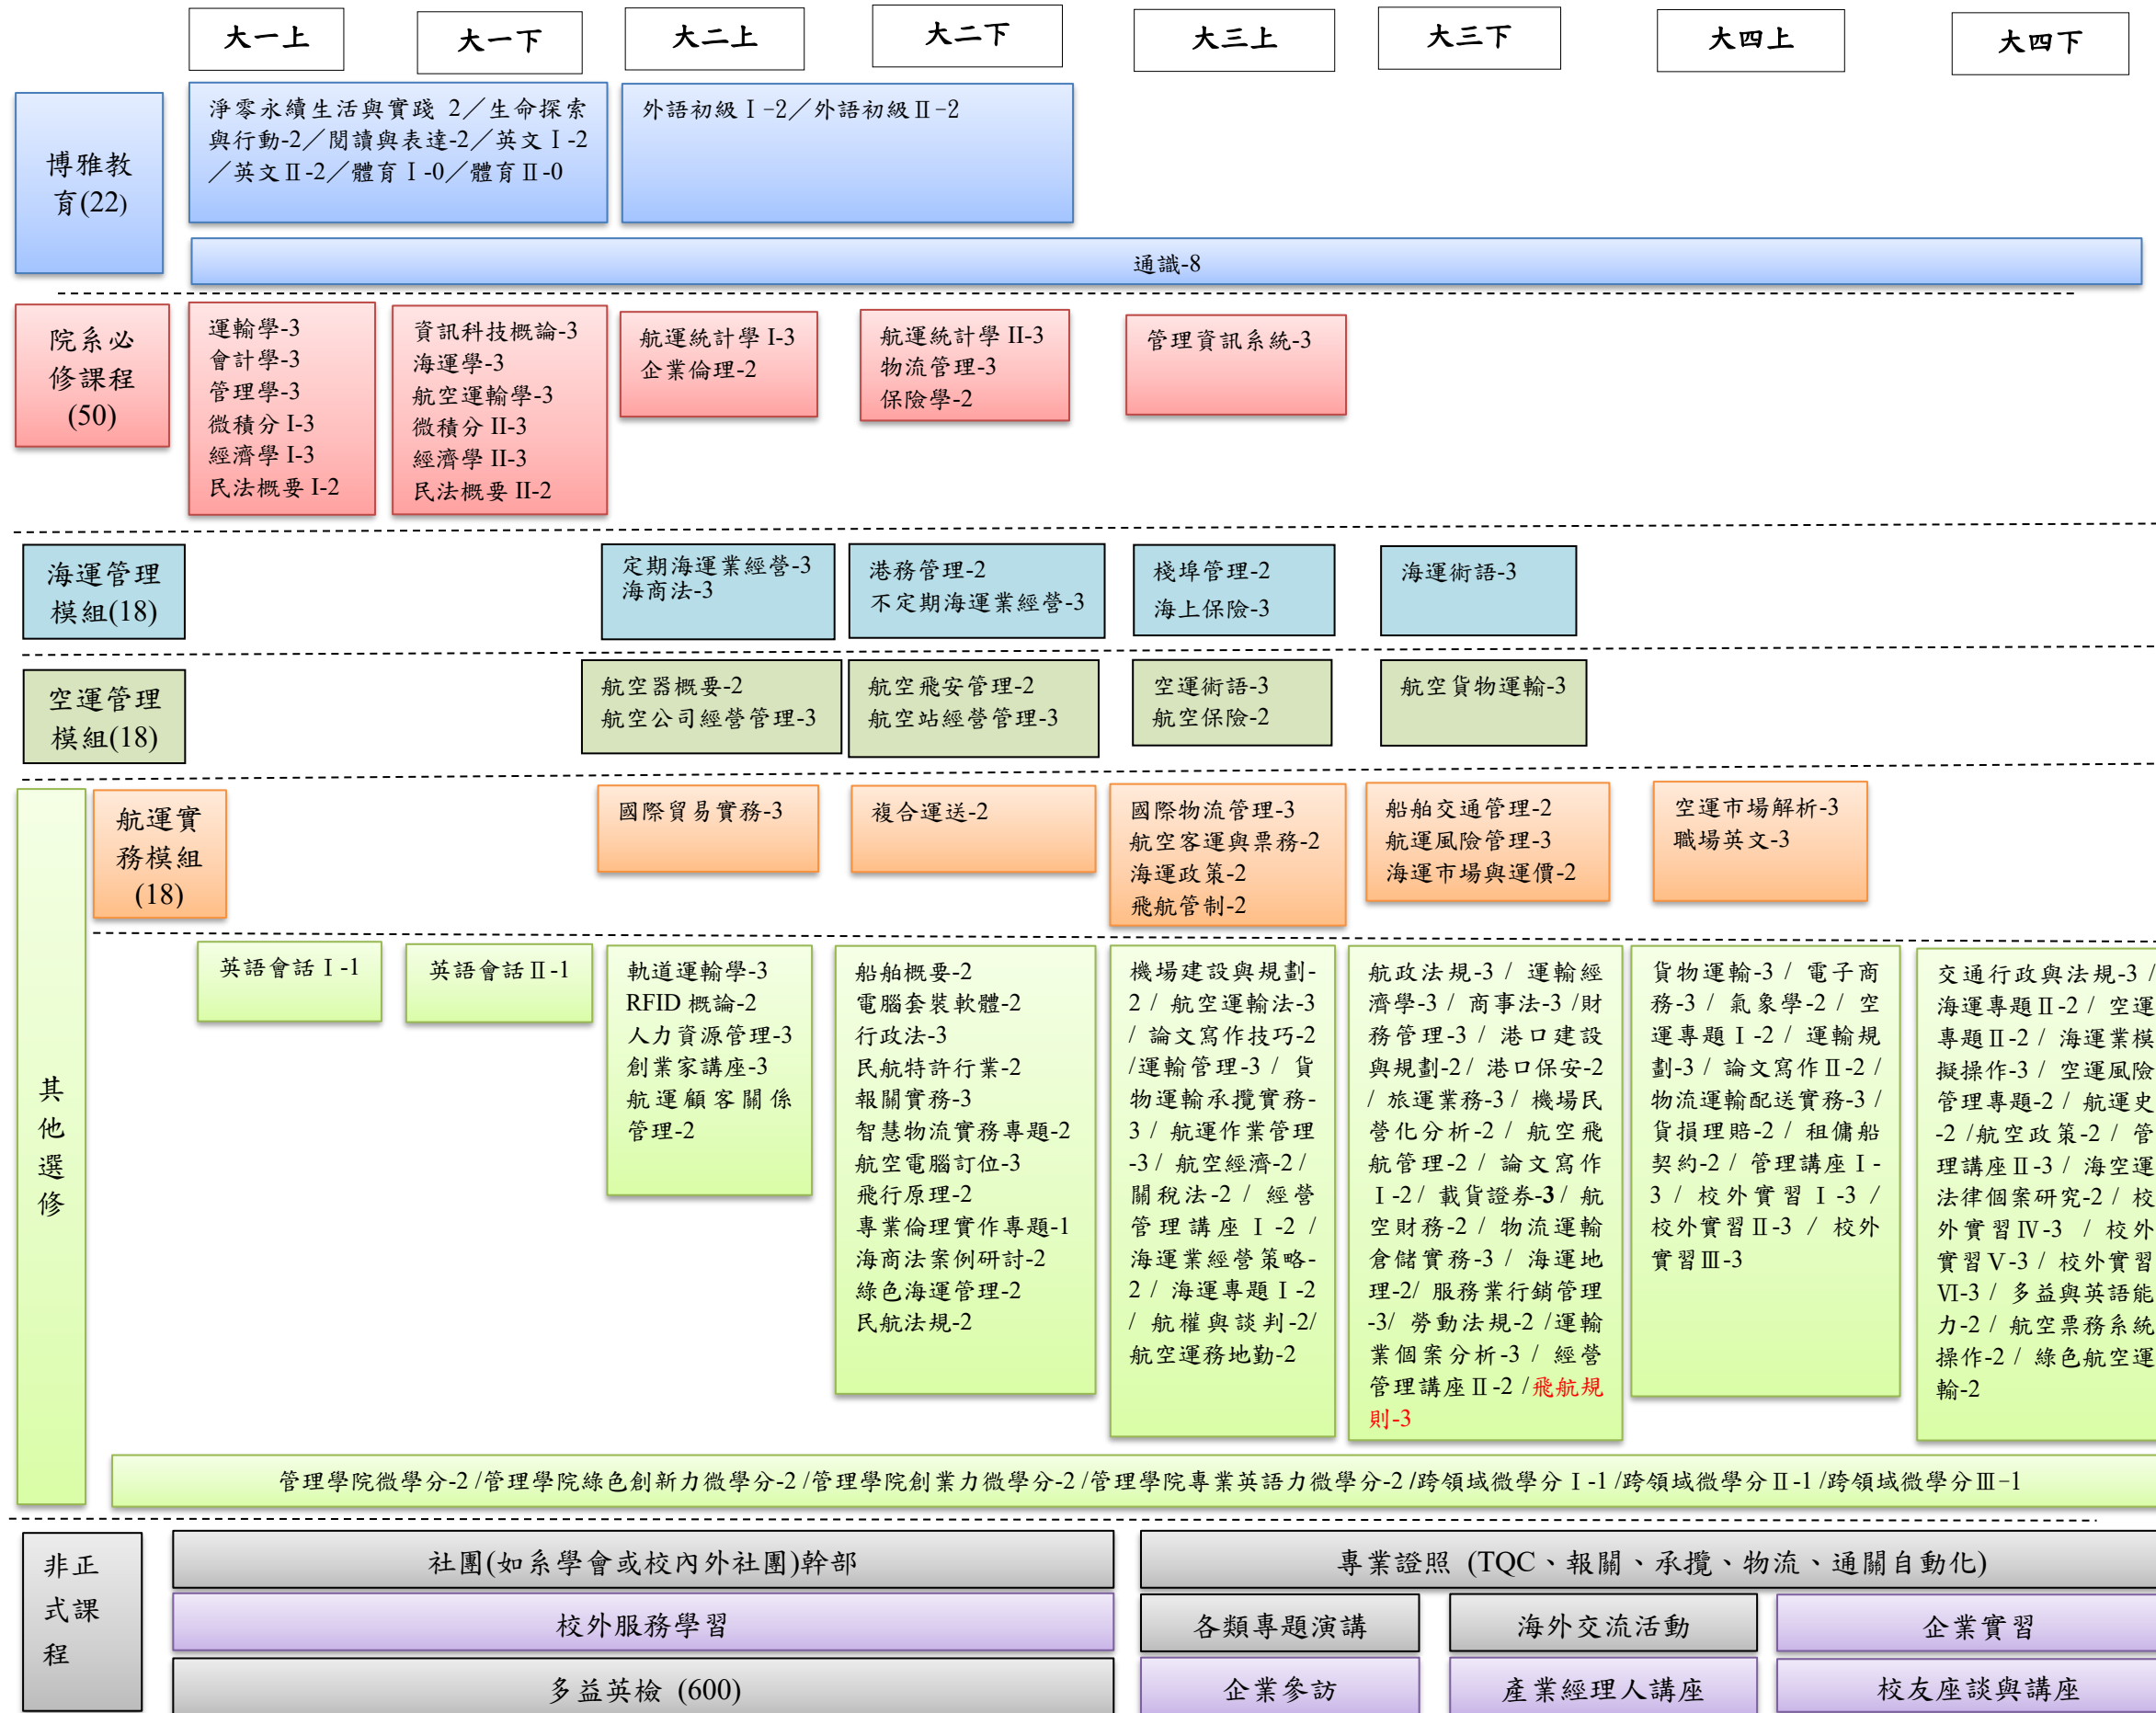 大一上
大一下
大二上
大二下
大三上
大三下
大四上
大四下
博雅教
育(22)
淨零永續生活與實踐 2／生命探索
與行動-2／閱讀與表達-2／英文Ⅰ-2
／英文Ⅱ-2／體育Ⅰ-0／體育Ⅱ-0
外語初級Ⅰ-2／外語初級Ⅱ-2
通識-8
院系必
修課程
(50)
運輸學-3
會計學-3
管理學-3
微積分 I-3
經濟學 I-3
民法概要 I-2
資訊科技概論-3
海運學-3
航空運輸學-3
微積分 II-3
經濟學 II-3
民法概要 II-2
航運統計學 I-3
企業倫理-2
航運統計學 II-3
物流管理-3
保險學-2
管理資訊系統-3
海運管理
模組(18)
定期海運業經營-3
海商法-3
港務管理-2
不定期海運業經營-3
棧埠管理-2
海上保險-3
海運術語-3
空運管理
模組(18)
航空器概要-2
航空公司經營管理-3
航空飛安管理-2
航空站經營管理-3
空運術語-3
航空保險-2
航空貨物運輸-3
其
他
選
修
航運實
務模組
(18)
國際貿易實務-3
複合運送-2
國際物流管理-3
航空客運與票務-2
海運政策-2
飛航管制-2
船舶交通管理-2
航運風險管理-3
海運市場與運價-2
空運市場解析-3
職場英文-3
英語會話Ⅰ-1
英語會話Ⅱ-1
軌道運輸學-3
RFID 概論-2
人力資源管理-3
創業家講座-3
航運顧客關係
管理-2
船舶概要-2
電腦套裝軟體-2
行政法-3
民航特許行業-2
報關實務-3
智慧物流實務專題-2
航空電腦訂位-3
飛行原理-2
專業倫理實作專題-1
海商法案例研討-2
綠色海運管理-2
民航法規-2
機場建設與規劃-
2 / 航空運輸法-3
/ 論文寫作技巧-2
/運輸管理-3 / 貨
物運輸承攬實務-
3 / 航運作業管理
-3 / 航空經濟-2 /
關稅法-2 / 經營
管理講座Ⅰ-2 /
海運業經營策略-
2 / 海運專題Ⅰ-2
/ 航權與談判-2/
航空運務地勤-2
航政法規-3 / 運輸經
濟學-3 / 商事法-3 /財
務管理-3 / 港口建設
與規劃-2 / 港口保安-2
/ 旅運業務-3 / 機場民
營化分析-2 / 航空飛
航管理-2 / 論文寫作
Ⅰ-2 / 載貨證券-3 / 航
空財務-2 / 物流運輸
倉儲實務-3 / 海運地
理-2/ 服務業行銷管理
-3/ 勞動法規-2 /運輸
業個案分析-3 / 經營
管理講座Ⅱ-2 /飛航規
則-3
貨物運輸-3 / 電子商
務-3 / 氣象學-2 / 空
運專題Ⅰ-2 / 運輸規
劃-3 / 論文寫作Ⅱ-2 /
物流運輸配送實務-3 /
貨損理賠-2 / 租傭船
契約-2 / 管理講座Ⅰ-
3 / 校外實習Ⅰ-3 /
校外實習Ⅱ-3 / 校外
實習Ⅲ-3
交通行政與法規-3 /
海運專題Ⅱ-2 / 空運
專題Ⅱ-2 / 海運業模
擬操作-3 / 空運風險
管理專題-2 / 航運史
-2 /航空政策-2 / 管
理講座Ⅱ-3 / 海空運
法律個案研究-2 / 校
外實習Ⅳ-3 / 校外
實習Ⅴ-3 / 校外實習
Ⅵ-3 / 多益與英語能
力-2 / 航空票務系統
操作-2 / 綠色航空運
輸-2
管理學院微學分-2 /管理學院綠色創新力微學分-2 /管理學院創業力微學分-2 /管理學院專業英語力微學分-2 /跨領域微學分Ⅰ-1 /跨領域微學分Ⅱ-1 /跨領域微學分Ⅲ-1
非正
式課
程
社團(如系學會或校內外社團)幹部
專業證照 (TQC、報關、承攬、物流、通關自動化)
校外服務學習
各類專題演講
海外交流活動
企業實習
多益英檢 (600)
企業參訪
產業經理人講座
校友座談與講座